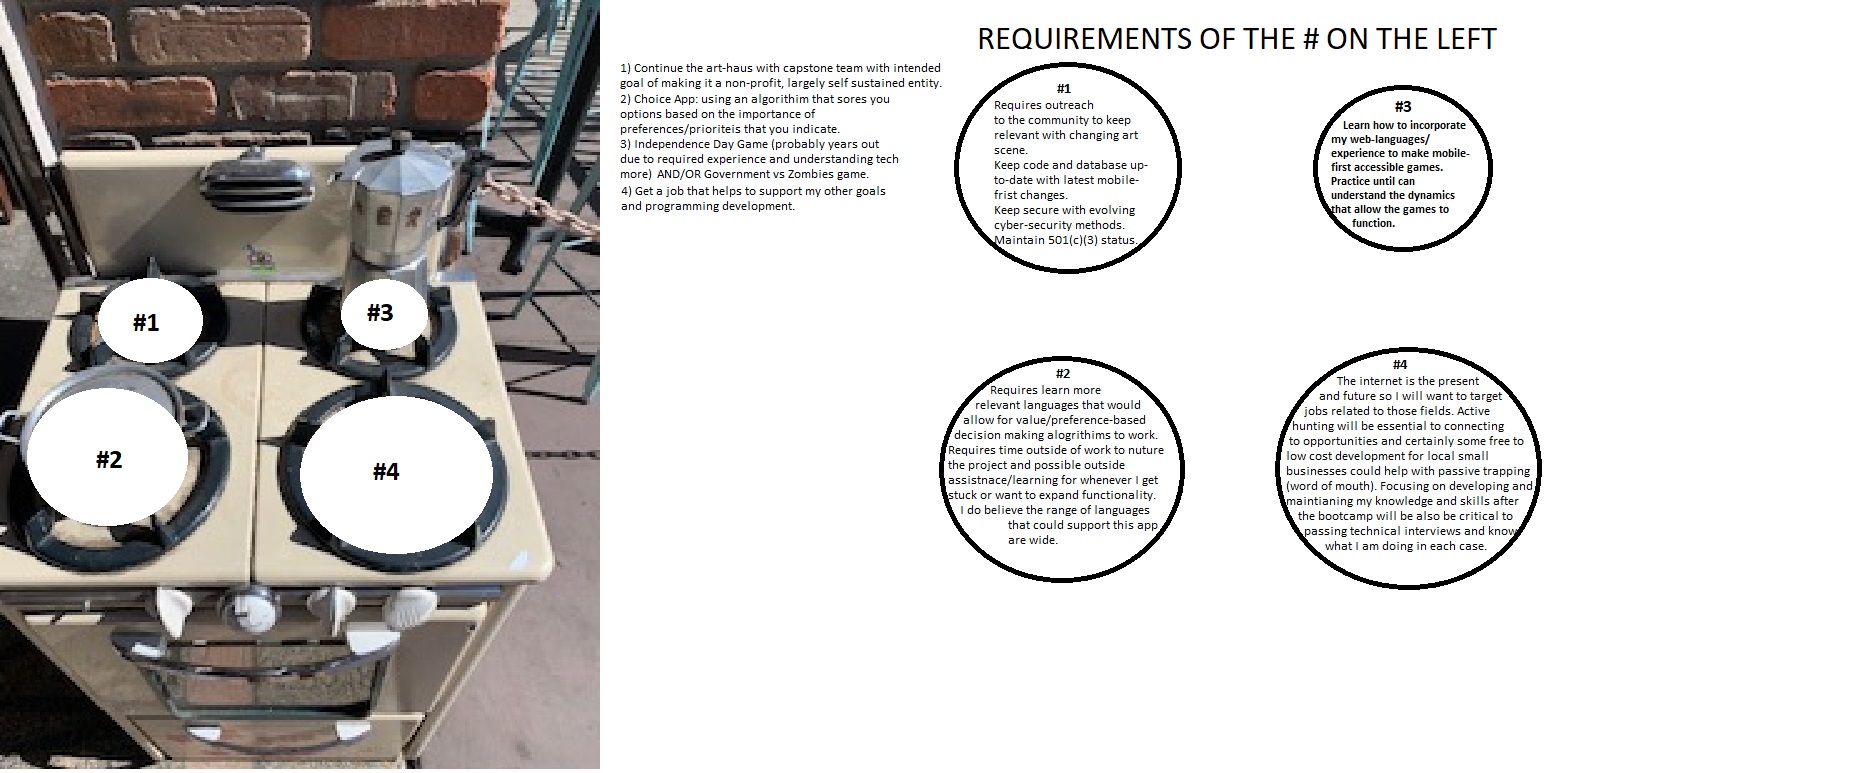 REQUIREMENTS OF THE # ON THE LEFT
1) Continue the art-haus with capstone team with intended
goal of making it a non-profit, largely self sustained entity.
2) Choice App: using an algorithim that sores you
options based on the importance of
preferences/prioriteis that you indicate.
3) Independence Day Game (probably years out
due to required experience and understanding tech
more) AND/OR Government vs Zombies game.
4) Get a job that helps to support my other goals
and programming development.
#1
#3
#2
#4
#1
Requires outreach
to the community to keep
relevant with changing art
scene.
Keep code and database up-
to-date with latest mobile-
frist changes.
Keep secure with evolving
cyber-security methods.
Maintain 501(c)(3) status.
#3
Learn how to incorporate
my web-languages/
experience to make mobile-
first accessible games.
Practice until can
understand the dynamics
that allow the games to
function.
#2
Requires learn more
relevant languages that would
allow for value/preference-based
decision making alogrithims to work.
Requires time outside of work to nuture
the project and possible outside
assistnace/learning for whenever I get
stuck or want to expand functionality.
I do believe the range of languages
that could support this app
are wide.
#4
The internet is the present
and future so I will want to target
jobs related to those fields. Active
hunting will be essential to connecting
to opportunities and certainly some free to
low cost development for local small
businesses could help with passive trapping
(word of mouth). Focusing on developing and
maintianing my knowledge and skills after
the bootcamp will be also be critical to
passing technical interviews and know
what I am doing in each case.